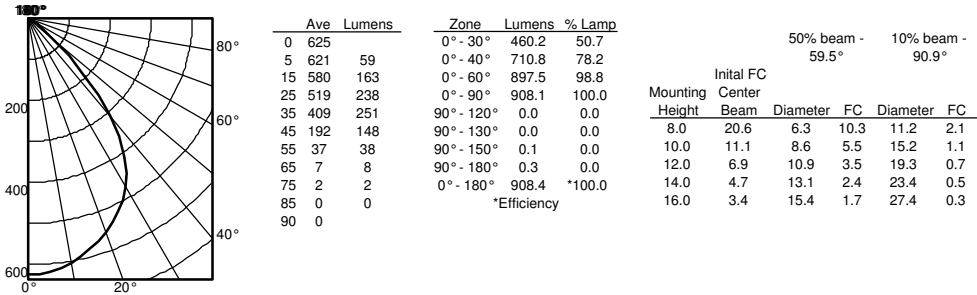 180°
80°
60°
40°
200
400
600
0°
20°
Ave Lumens
0 625
5 621 59
15 580 163
25 519 238
35 409 251
45 192 148
55 37 38
65 7 8
75 2 2
85 0 0
90 0
Zone Lumens % Lamp
0° - 30° 460.2 50.7
0° - 40° 710.8 78.2
0° - 60° 897.5 98.8
0° - 90° 908.1 100.0
90° - 120° 0.0 0.0
90° - 130° 0.0 0.0
90° - 150° 0.1 0.0
90° - 180° 0.3 0.0
0° - 180° 908.4 *100.0
*Efficiency
50% beam - 10% beam -
59.5° 90.9°
Inital FC
Mounting Center
Height Beam Diameter FC Diameter FC
8.0 20.6 6.3 10.3 11.2 2.1
10.0 11.1 8.6 5.5 15.2 1.1
12.0 6.9 10.9 3.5 19.3 0.7
14.0 4.7 13.1 2.4 23.4 0.5
16.0 3.4 15.4 1.7 27.4 0.3